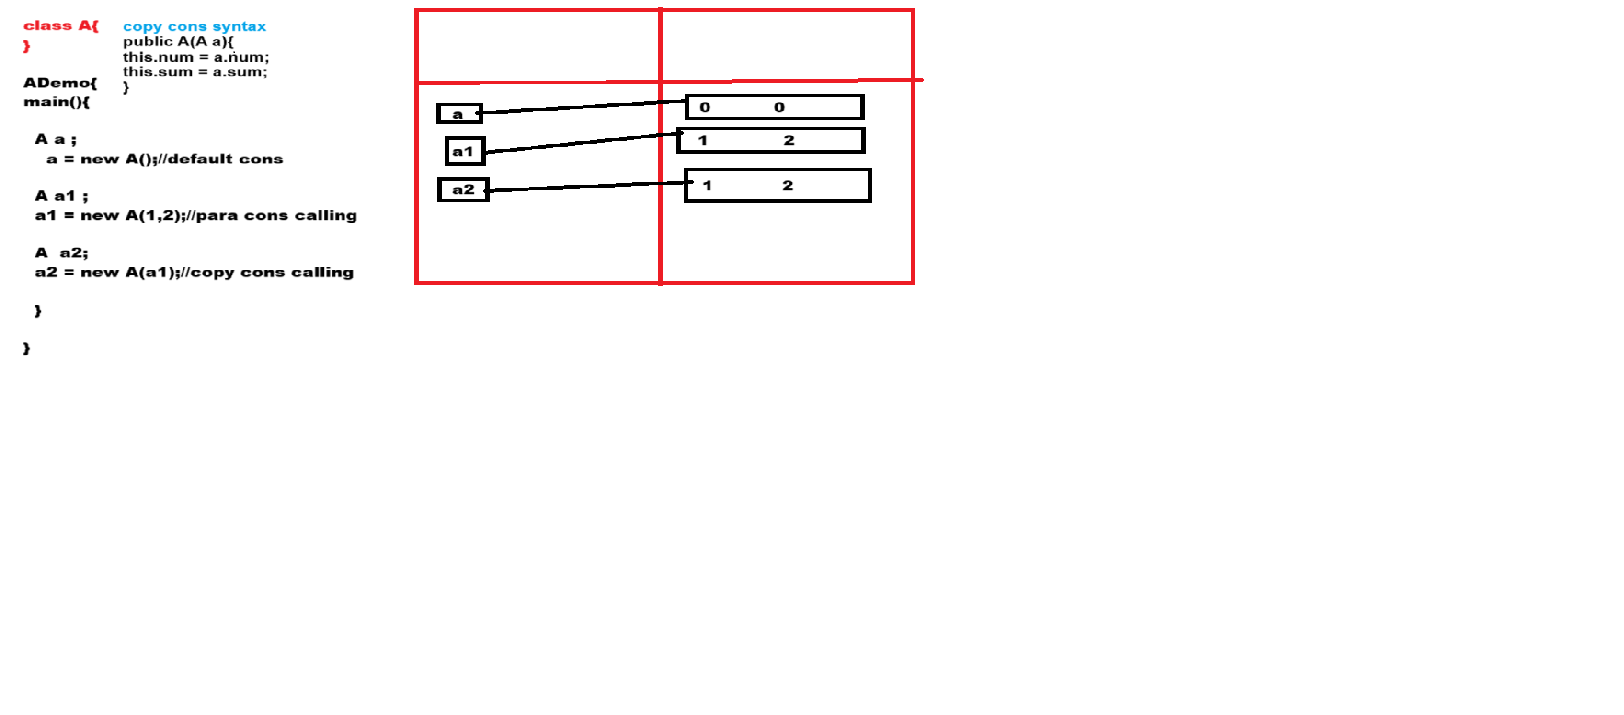 class A{
}
copy cons syntax
public A(A a){
this.num = a.num;
this.sum = a.sum;
}
ADemo{
main(){
A a ;
a = new A();//default cons
A a1 ;
a1 = new A(1,2);//para cons calling
A  a2;
a2 = new A(a1);//copy cons calling
}
}
a
0 0
a1
1 2
a2
1 2